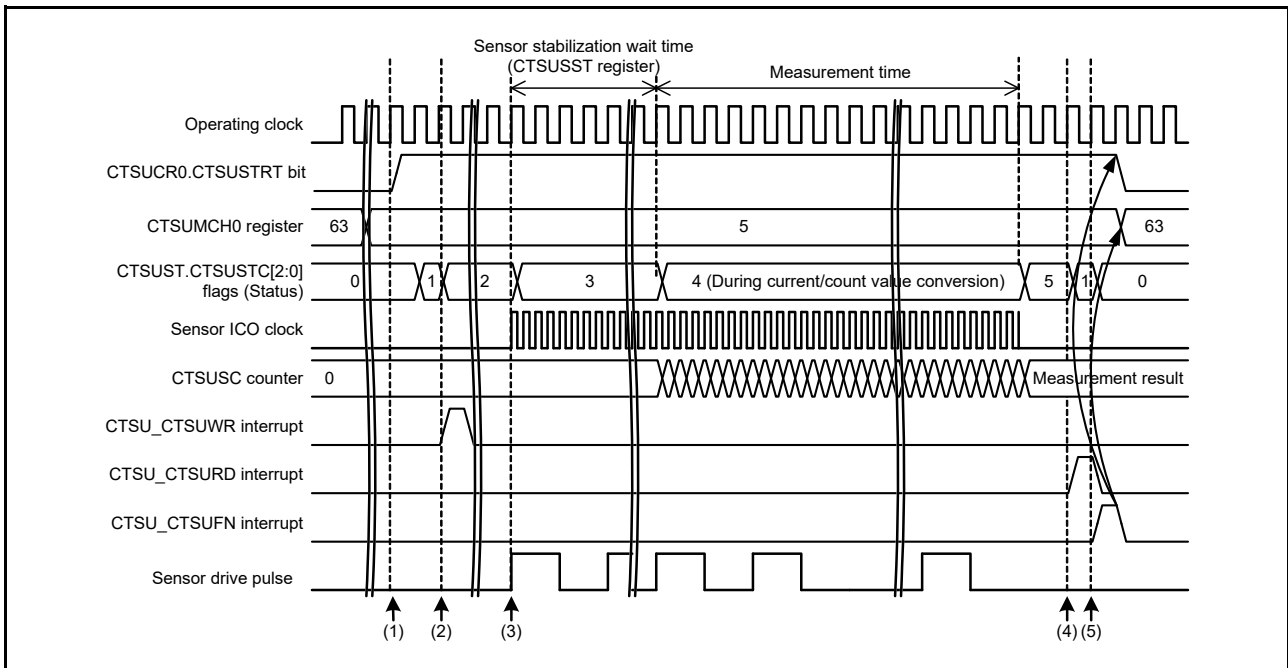 Sensor stabilization wait time
(CTSUSST register)
Measurement time
Operating clock
CTSUCR0.CTSUSTRT bit
CTSUMCH0 register
63
5
63
CTSUST.CTSUSTC[2:0]
flags (Status)
0
1
2
3
4 (During current/count value conversion)
5
1
0
Sensor ICO clock
CTSUSC counter
0
Measurement result
CTSU_CTSUWR interrupt
CTSU_CTSURD interrupt
CTSU_CTSUFN interrupt
Sensor drive pulse
(1)
(2)
(3)
(4)
(5)